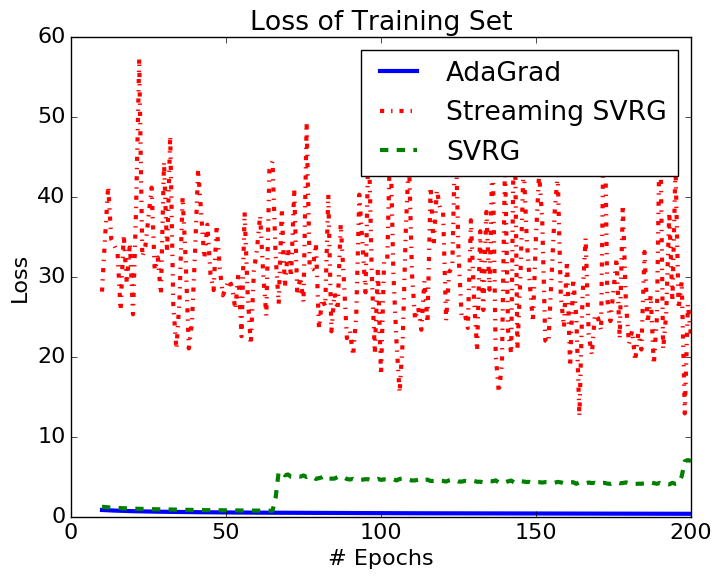 Loss of Training Set
60
50
40
30
20
10
0
Loss
AdaGrad
Streaming SVRG
SVRG
0 50 100 150 200
# Epochs